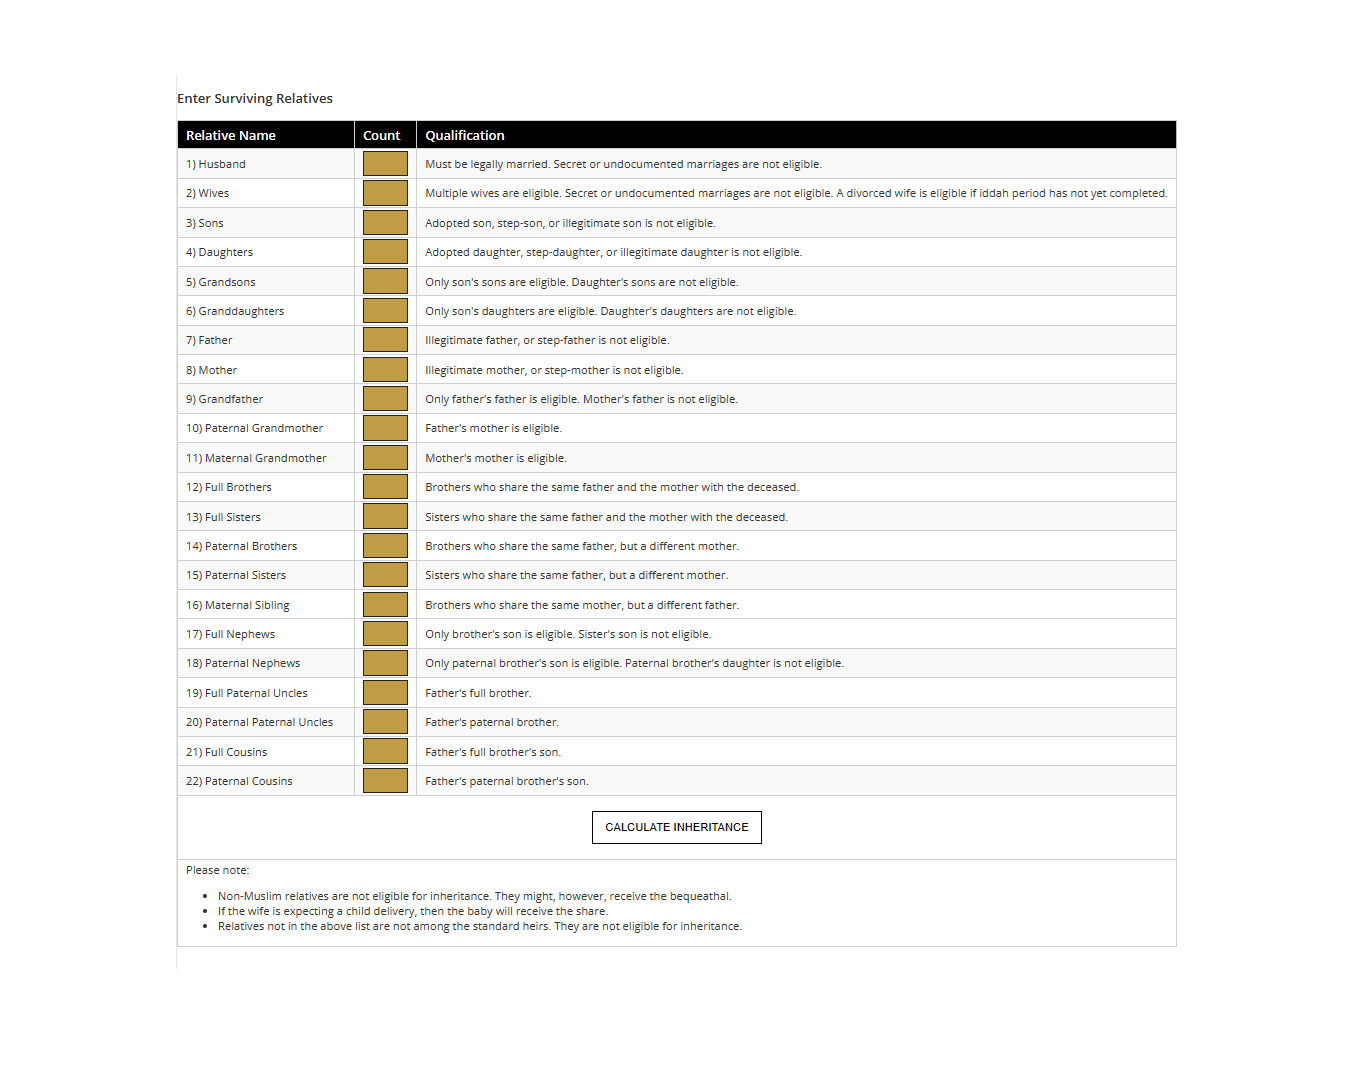 Enter Surviving Relatives
Relative Name Count Qualification
1) Husband Must be legally married. Secret or undocumented marriages are not eligible.
2) Wives Multiple wives are eligible. Secret or undocumented marriages are not eligible. A divorced wife is eligible if iddah period has not yet completed.
3) Sons Adopted son, step-son, or illegitimate son is not eligible.
4) Daughters Adopted daughter, step-daughter, or illegitimate daughter is not eligible.
5) Grandsons Only son's sons are eligible. Daughter's sons are not eligible.
6) Granddaughters Only son's daughters are eligible. Daughter's daughters are not eligible.
7) Father Illegitimate father, or step-father is not eligible.
8) Mother Illegitimate mother, or step-mother is not eligible.
9) Grandfather Only father's father is eligible. Mother's father is not eligible.
10) Paternal Grandmother Father's mother is eligible.
11) Maternal Grandmother Mother's mother is eligible.
12) Full Brothers Brothers who share the same father and the mother with the deceased.
13) Full Sisters Sisters who share the same father and the mother with the deceased.
14) Paternal Brothers Brothers who share the same father, but a different mother.
15) Paternal Sisters Sisters who share the same father, but a different mother.
16) Maternal Sibling Brothers who share the same mother, but a different father.
17) Full Nephews Only brother's son is eligible. Sister's son is not eligible.
18) Paternal Nephews Only paternal brother's son is eligible. Paternal brother's daughter is not eligible.
19) Full Paternal Uncles Father's full brother.
20) Paternal Paternal Uncles Father's paternal brother.
21) Full Cousins Father's full brother's son.
22) Paternal Cousins Father's paternal brother's son.
CALCULATE INHERITANCE
Please note:
• Non-Muslim relatives are not eligible for inheritance. They might, however, receive the bequeathal.
• If the wife is expecting a child delivery, then the baby will receive the share.
• Relatives not in the above list are not among the standard heirs. They are not eligible for inheritance.